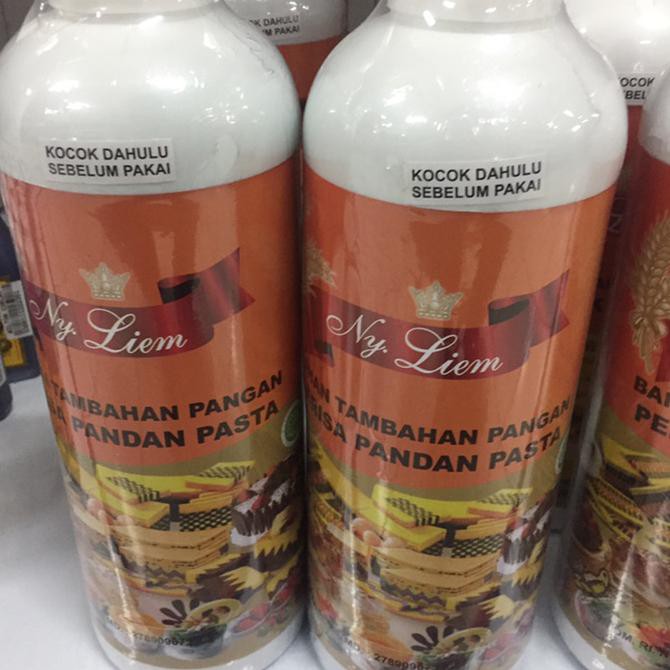 KOCOK DAHULU
SEBELUM PAKAI
Ny. Liem
TAMBAHAN PANGAN
PANDAN PASTA
KOCOK DAHULU
SEBELUM PAKAI
Ny. Liem
TAMBAHAN PANGAN
PANDAN PASTA